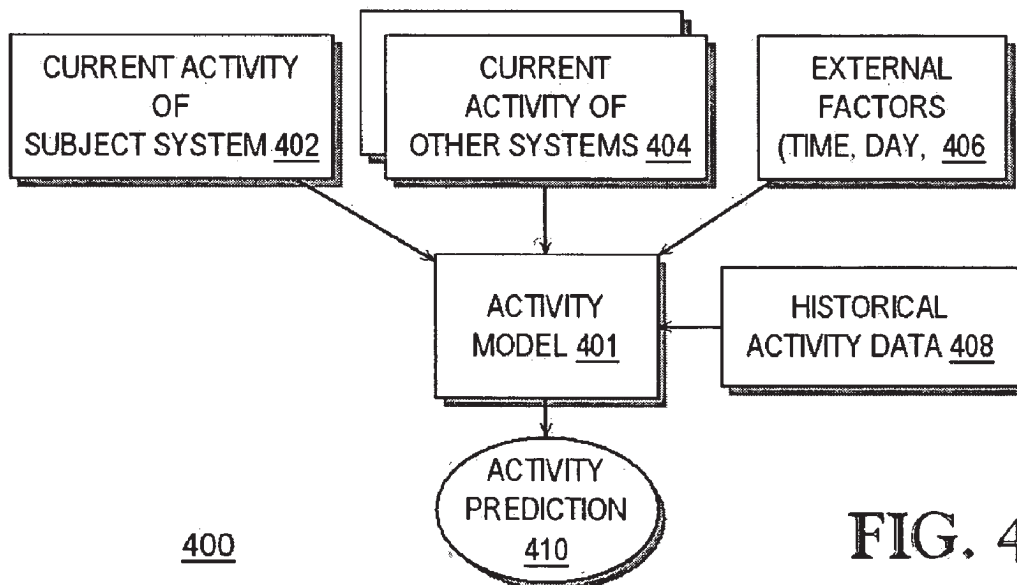 CURRENT ACTIVITY
OF
SUBJECT SYSTEM 402
CURRENT
ACTIVITY OF
OTHER SYSTEMS 404
EXTERNAL
FACTORS
(TIME, DAY, 406
ACTIVITY
MODEL 401
HISTORICAL
ACTIVITY DATA 408
ACTIVITY
PREDICTION
410
400
FIG. 4